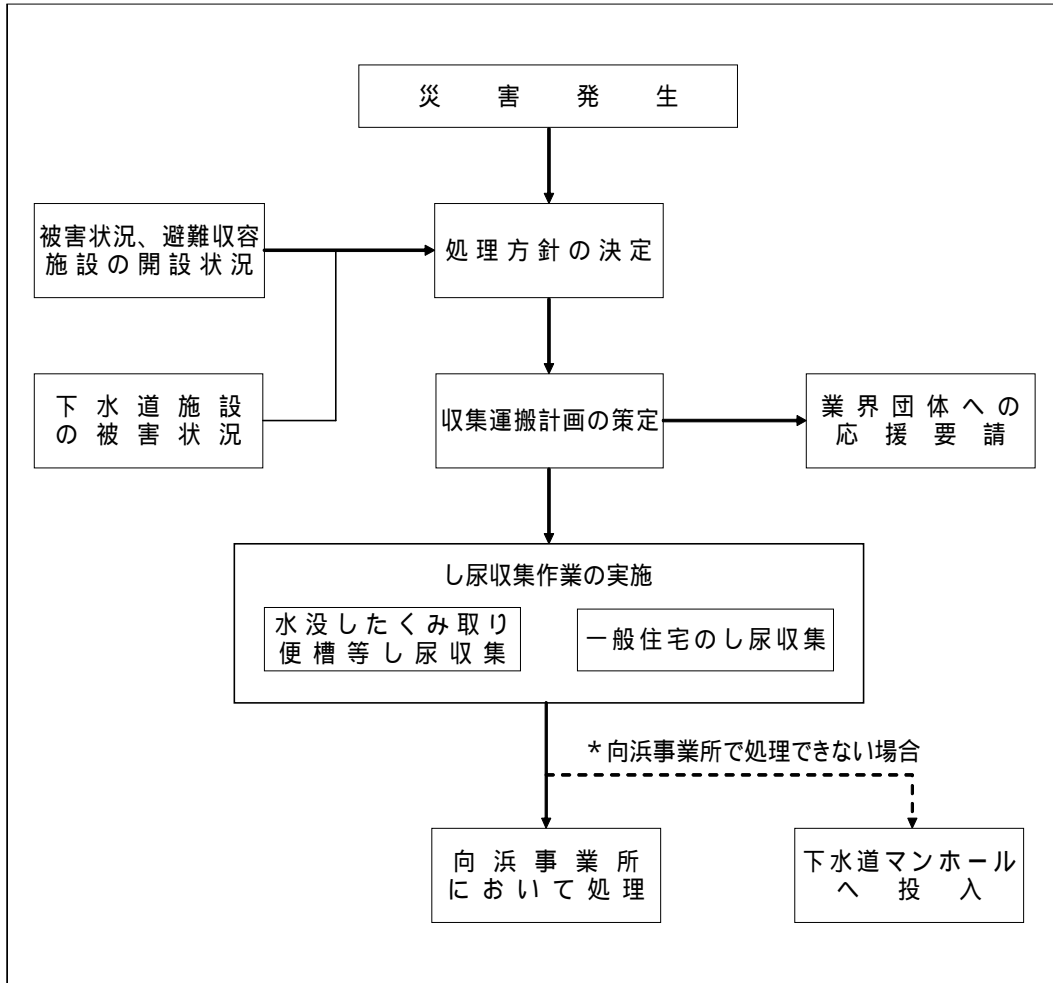 災害発生
被害状況、避難収容
施設の開設状況
処理方針の決定
下水道施設
の被害状況
収集運搬計画の策定
業界団体への
応援要請
し尿収集作業の実施
水没したくみ取り
便槽等し尿収集
一般住宅のし尿収集
*向浜事業所で処理できない場合
向浜事業所
において処理
下水道マンホール
へ投入